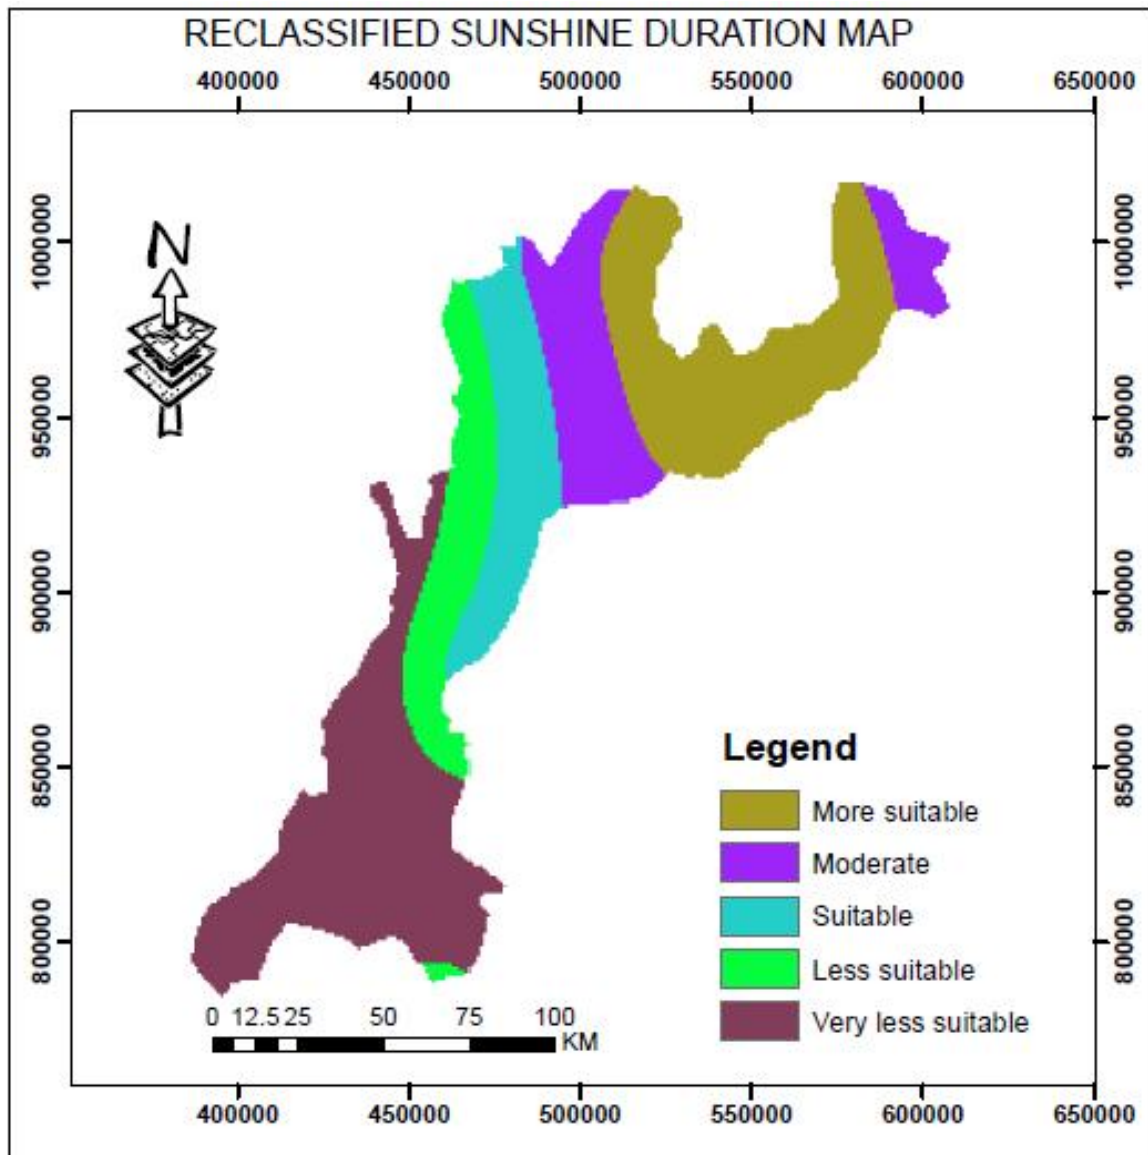 RECLASSIFIED SUNSHINE DURATION MAP
400000 450000 500000 550000 600000 650000
N
1000000 1000000
950000 950000
900000 900000
850000 850000
800000 800000
Legend
More suitable
Moderate
Suitable
Less suitable
Very less suitable
0 12.5 25 50 75 100
KM
400000 450000 500000 550000 600000 650000